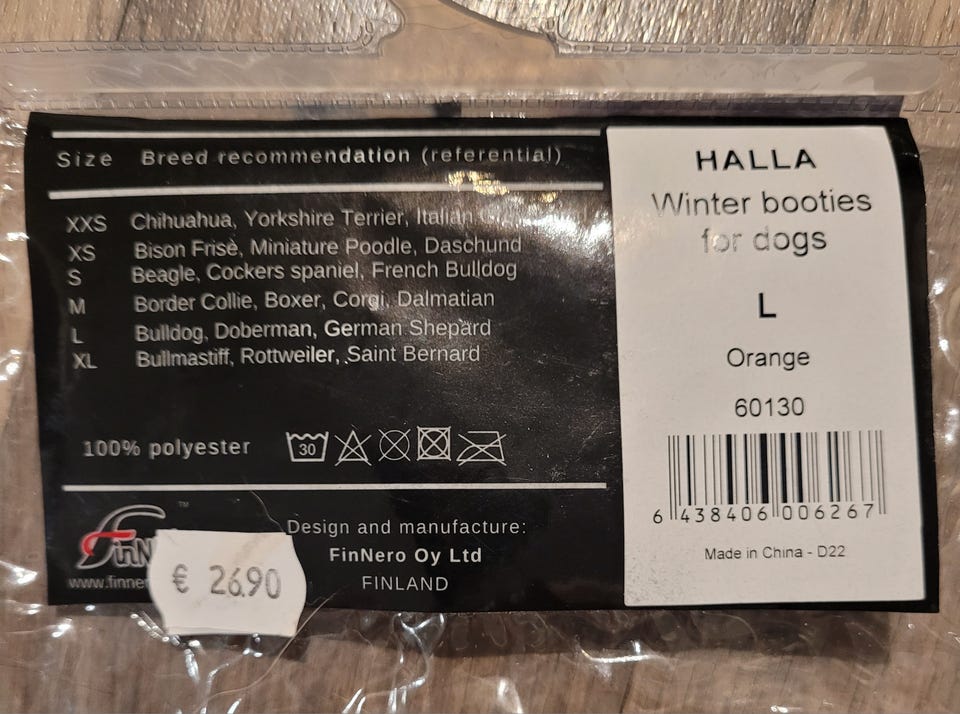 Size Breed recommendation (referential)
XXS Chihuahua, Yorkshire Terrier, Italian
XS Bison Frisè, Miniature Poodle, Daschund
S Beagle, Cockers spaniel, French Bulldog
M Border Collie, Boxer, Corgi, Dalmatian
L Bulldog, Doberman, German Shepard
XL Bullmastiff, Rottweiler, Saint Bernard
100% polyester
30
TM
Design and manufacture:
FinNero Oy Ltd
FINLAND
€ 26.90
HALLA
Winter booties
for dogs
L
Orange
60130
6 438406 006267
Made in China - D22